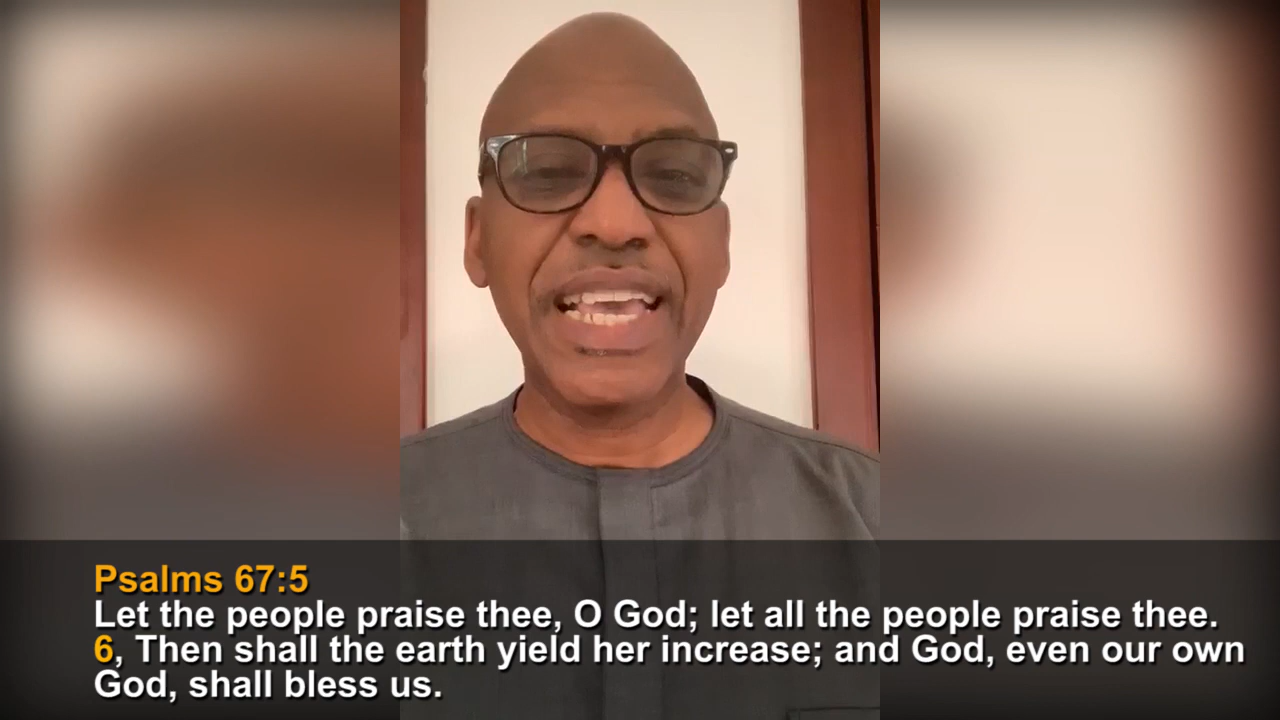 Psalms 67:5
Let the people praise thee, O God; let all the people praise thee.
6, Then shall the earth yield her increase; and God, even our own
God, shall bless us.